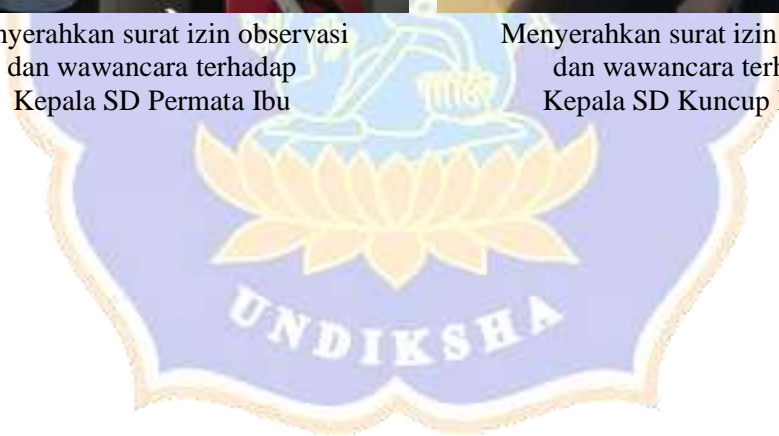 nyerahkan surat izin observasi
dan wawancara terhadap
Kepala SD Permata Ibu
Menyerahkan surat izin
dan wawancara terh
Kepala SD Kuncup
UNDIKSHA